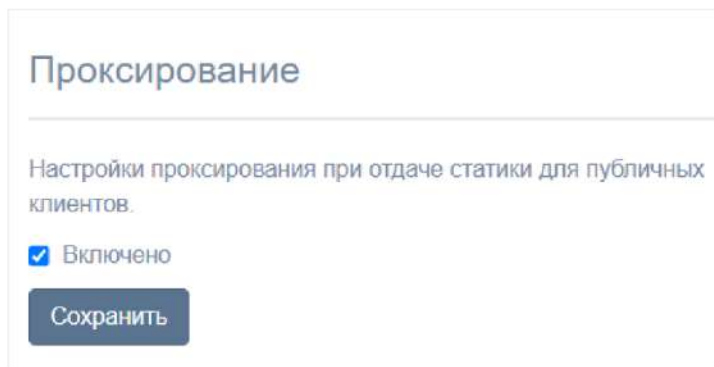 Проксирование
Настройки проксирования при отдаче статики для публичных
клиентов.
Включено
Сохранить